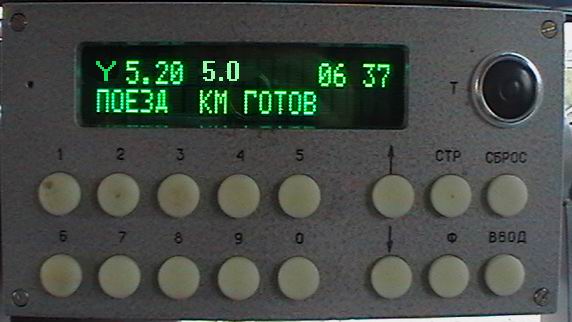 Y 5.20 5.0 06 37
ПОЕЗД КМ ГОТОВ
Т
1 2 3 4 5 ↑ СТР СБРОС
6 7 8 9 0 ↓ Ф ВВОД